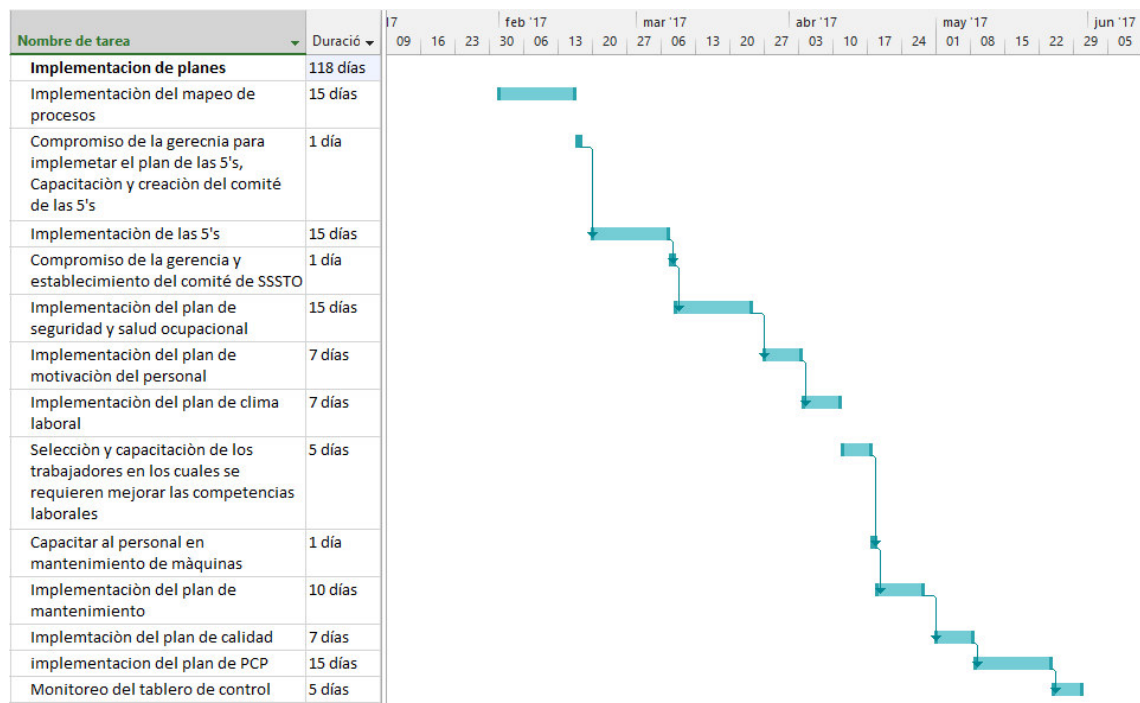 17 feb '17 mar '17 abr '17 may '17 jun '17
Nombre de tarea Duració 09 16 23 30 06 13 20 27 06 13 20 27 03 10 17 24 01 08 15 22 29 05
Implementacion de planes 118 días
Implementaciòn del mapeo de 15 días
procesos
Compromiso de la gerecnia para 1 día
implemetar el plan de las 5's,
Capacitaciòn y creaciòn del comité
de las 5's
Implementaciòn de las 5's 15 días
Compromiso de la gerencia y 1 día
establecimiento del comité de SSSTO
Implementaciòn del plan de 15 días
seguridad y salud ocupacional
Implementaciòn del plan de 7 días
motivaciòn del personal
Implementaciòn del plan de clima 7 días
laboral
Selecciòn y capacitaciòn de los 5 días
trabajadores en los cuales se
requieren mejorar las competencias
laborales
Capacitar al personal en 1 día
mantenimiento de màquinas
Implementaciòn del plan de 10 días
mantenimiento
Implemtaciòn del plan de calidad 7 días
implementacion del plan de PCP 15 días
Monitoreo del tablero de control 5 días